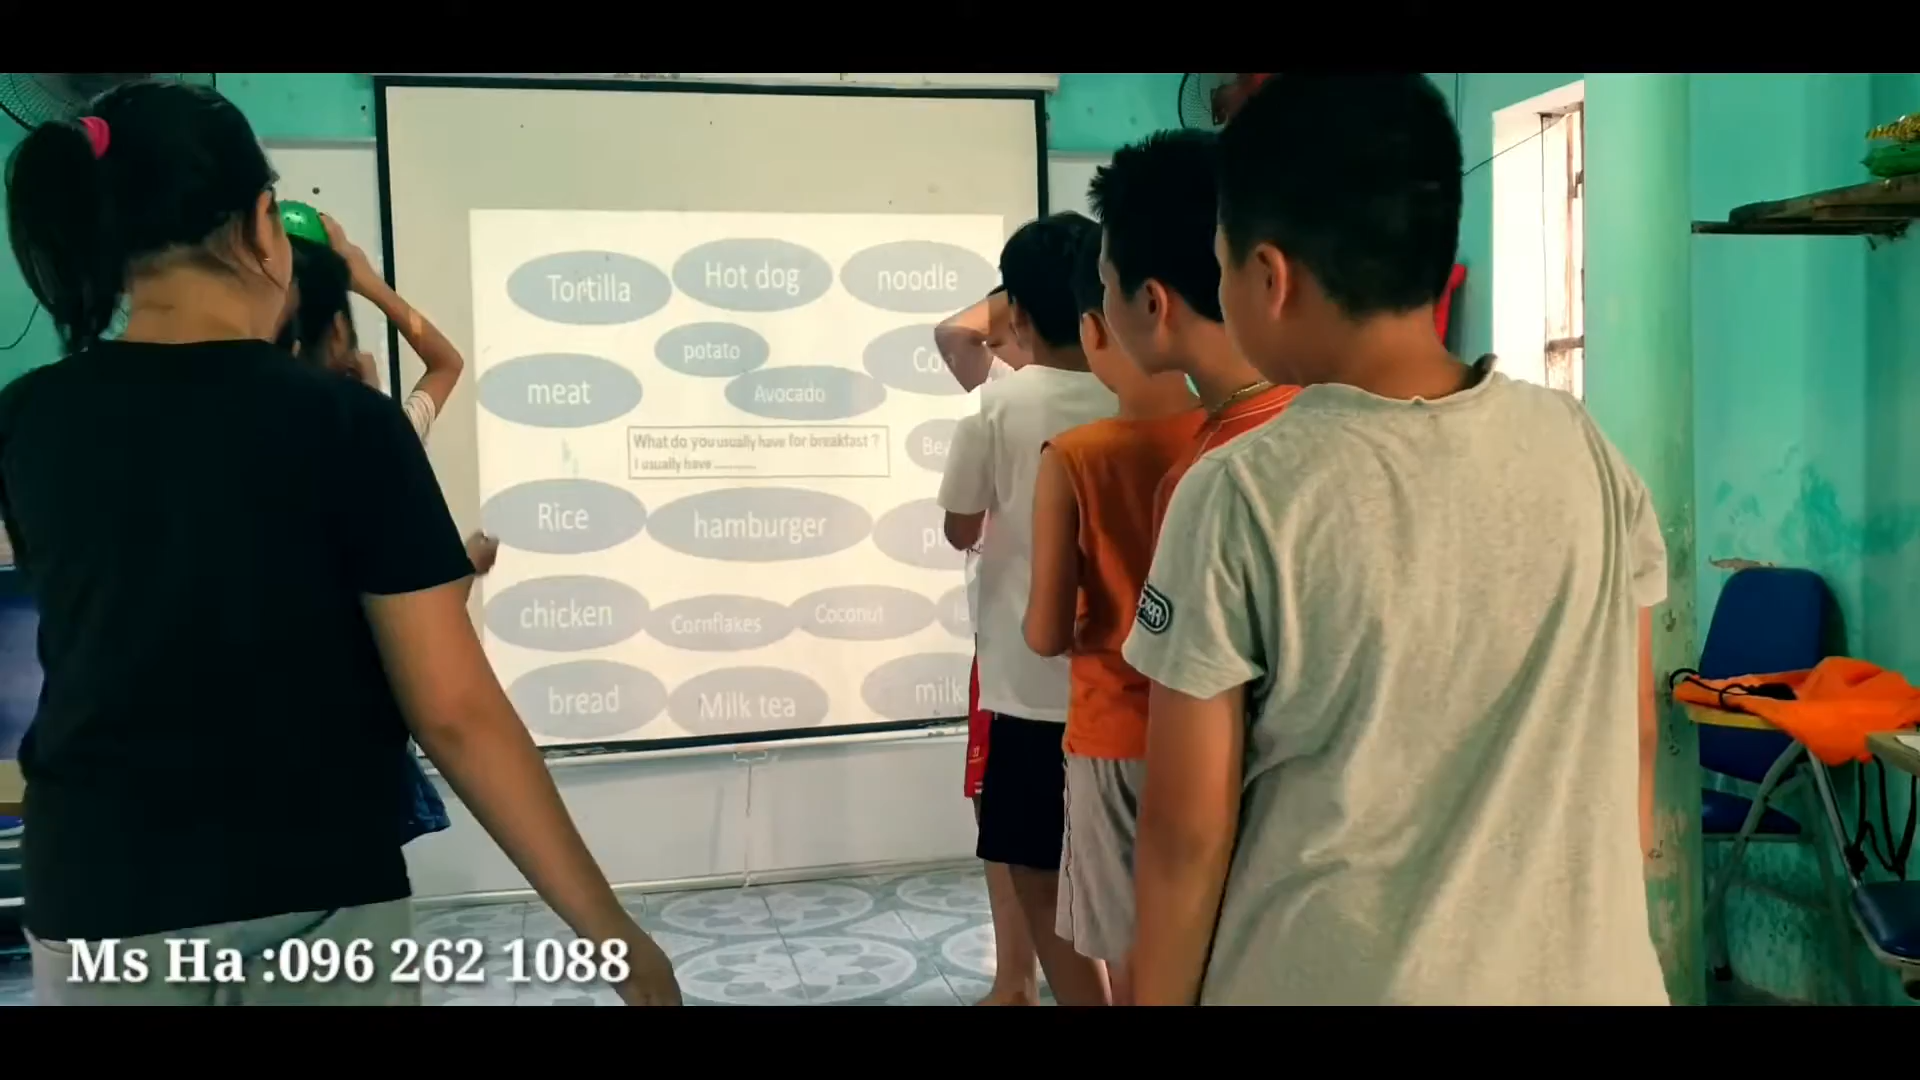 Tortilla
Hot dog
noodle
potato
meat
Avocado
What do you usually have for breakfast ?
I usually have ............
Rice
hamburger
chicken
Cornflakes
Coconut
bread
Milk tea
milk
Ms Ha :096 262 1088